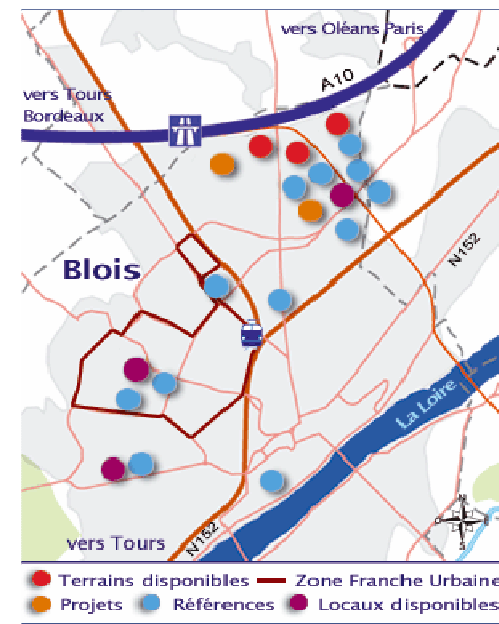 vers Oléans Paris
A10
vers Tours
Bordeaux
N152
Blois
La Loire
N
O
S
vers Tours
N152
Terrains disponibles
Zone Franche Urbaine
Projets
Références
Locaux disponibles